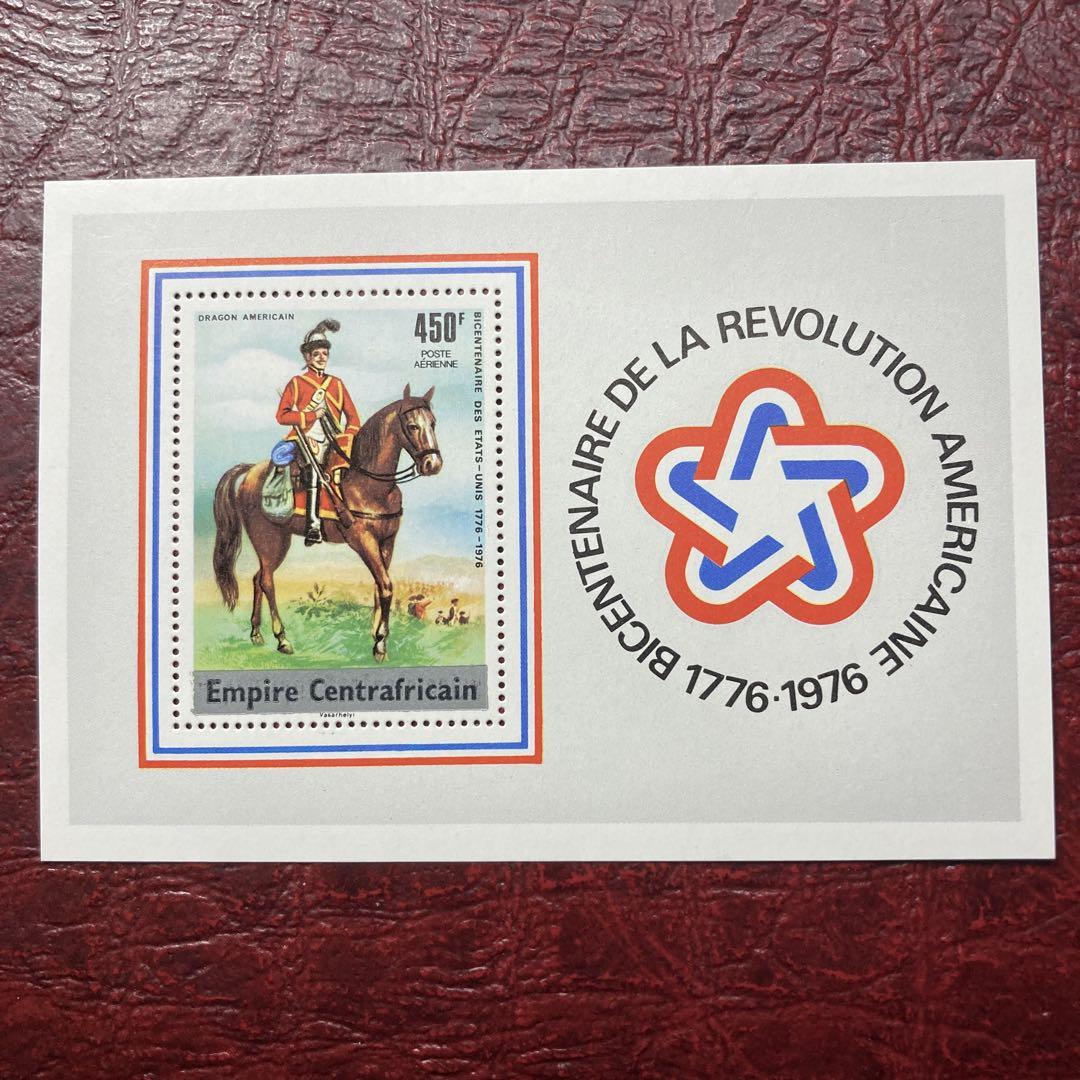 DRAGON AMERICAIN
450F
POSTE
AÉRIENNE
BICENTENAIRE DES ETATS-UNIS 1776-1976
Empire Centrafricain
Vasarhelyi
BICENTENAIRE DE LA REVOLUTION AMERICAINE
1776·1976